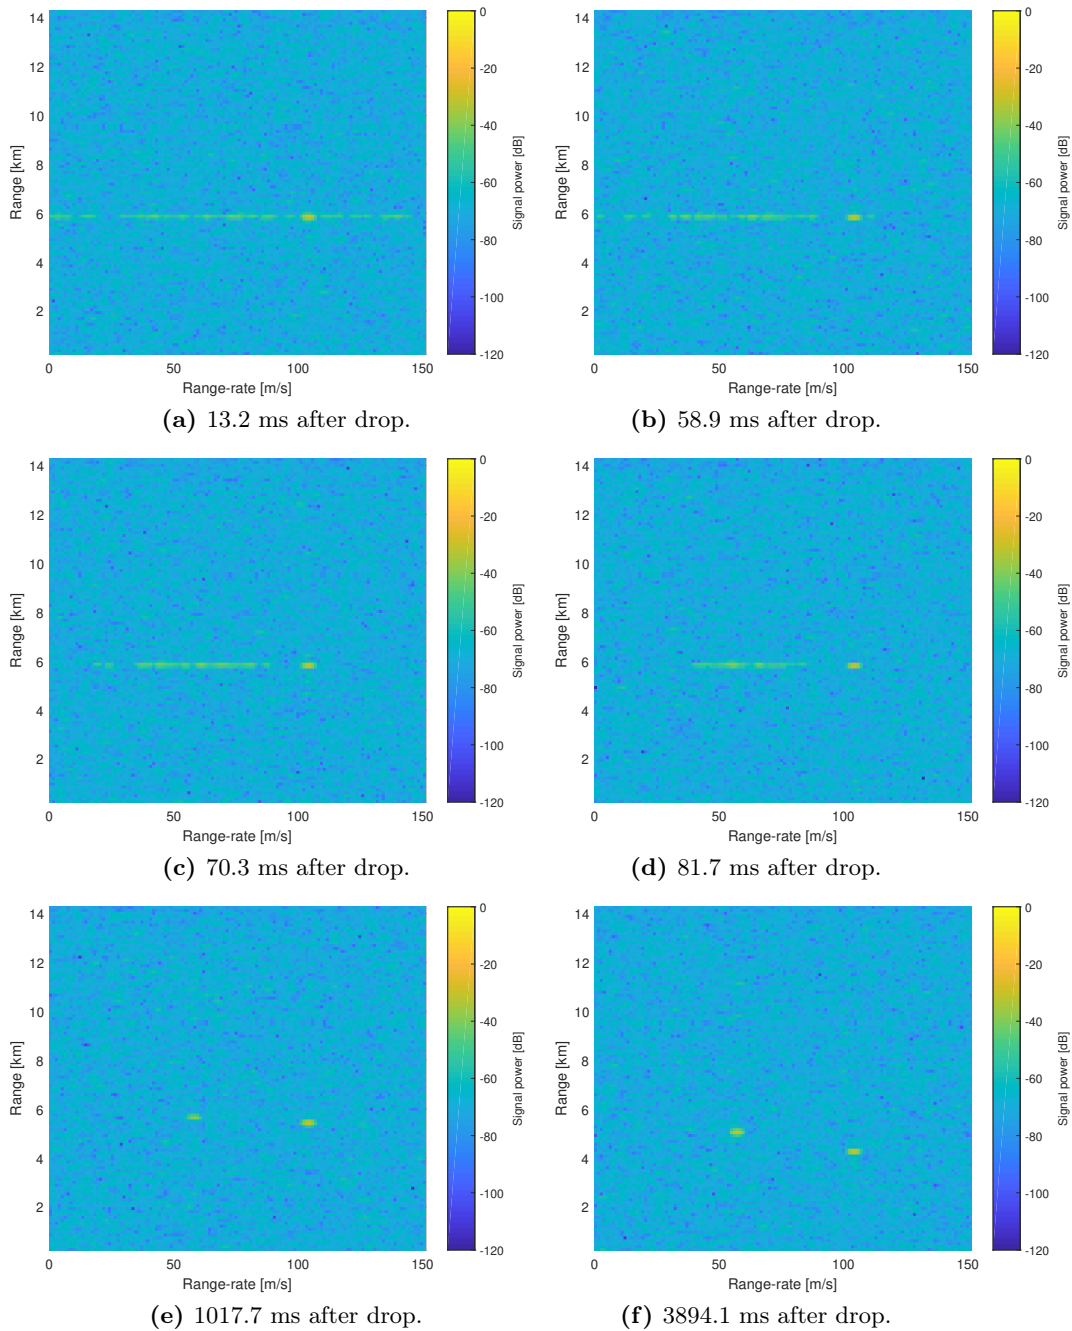 14
12
10
8
6
4
2
0 50 100 150
Range [km]
Range-rate [m/s]
0
-20
-40
-60
-80
-100
-120
Signal power [dB]
(a) 13.2 ms after drop.
14
12
10
8
6
4
2
0 50 100 150
Range [km]
Range-rate [m/s]
0
-20
-40
-60
-80
-100
-120
Signal power [dB]
(b) 58.9 ms after drop.
14
12
10
8
6
4
2
0 50 100 150
Range [km]
Range-rate [m/s]
0
-20
-40
-60
-80
-100
-120
Signal power [dB]
(c) 70.3 ms after drop.
14
12
10
8
6
4
2
0 50 100 150
Range [km]
Range-rate [m/s]
0
-20
-40
-60
-80
-100
-120
Signal power [dB]
(d) 81.7 ms after drop.
14
12
10
8
6
4
2
0 50 100 150
Range [km]
Range-rate [m/s]
0
-20
-40
-60
-80
-100
-120
Signal power [dB]
(e) 1017.7 ms after drop.
14
12
10
8
6
4
2
0 50 100 150
Range [km]
Range-rate [m/s]
0
-20
-40
-60
-80
-100
-120
Signal power [dB]
(f) 3894.1 ms after drop.